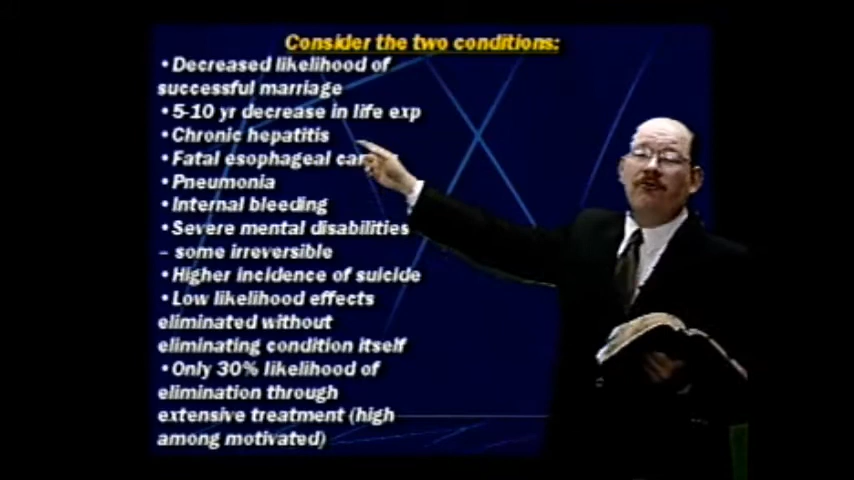 Consider the two conditions:
•Decreased likelihood of
successful marriage
•5-10 yr decrease in life exp
•Chronic hepatitis
•Fatal esophageal
•Pneumonia
•Internal bleeding
•Severe mental disabilities
– some irreversible
•Higher incidence of suicide
•Low likelihood effects
eliminated without
eliminating condition itself
•Only 30% likelihood of
elimination through
extensive treatment (high
among motivated)